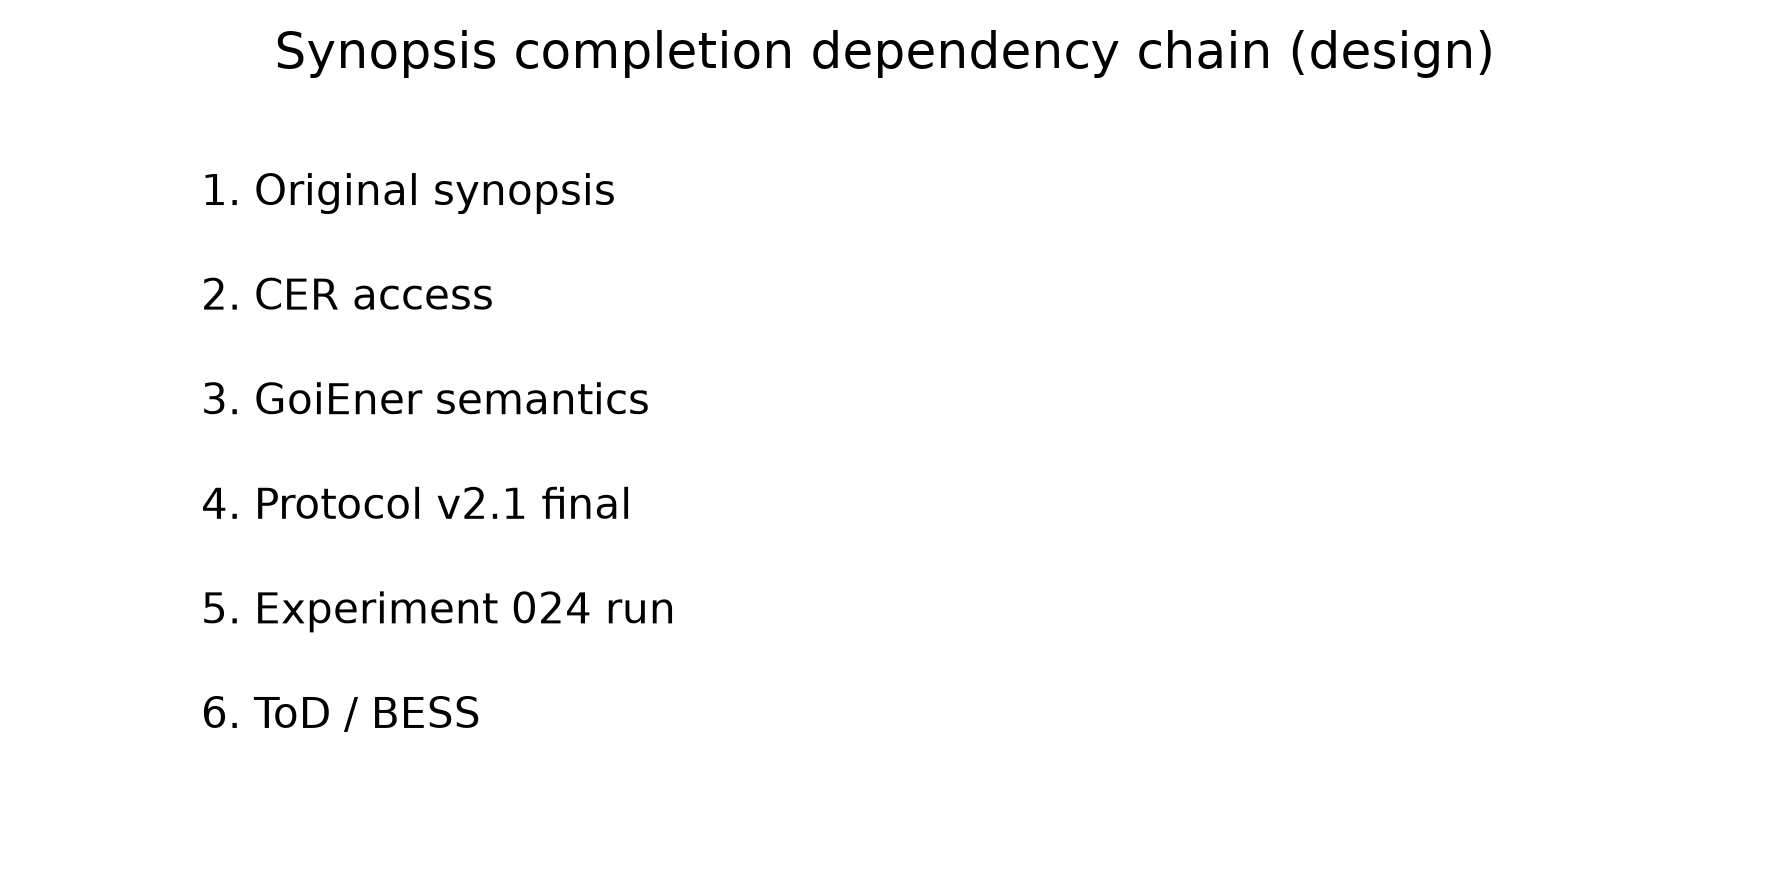 Synopsis completion dependency chain (design)
1. Original synopsis
2. CER access
3. GoiEner semantics
4. Protocol v2.1 final
5. Experiment 024 run
6. ToD / BESS